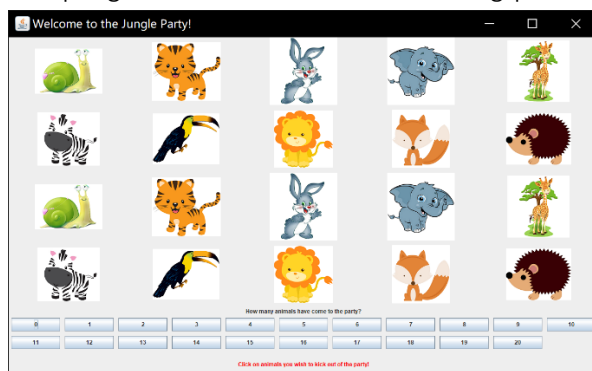 Welcome to the Jungle Party!
How many animals have come to the party?
0 1 2 3 4 5 6 7 8 9 10
11 12 13 14 15 16 17 18 19 20
Click on animals you wish to kick out of the party!